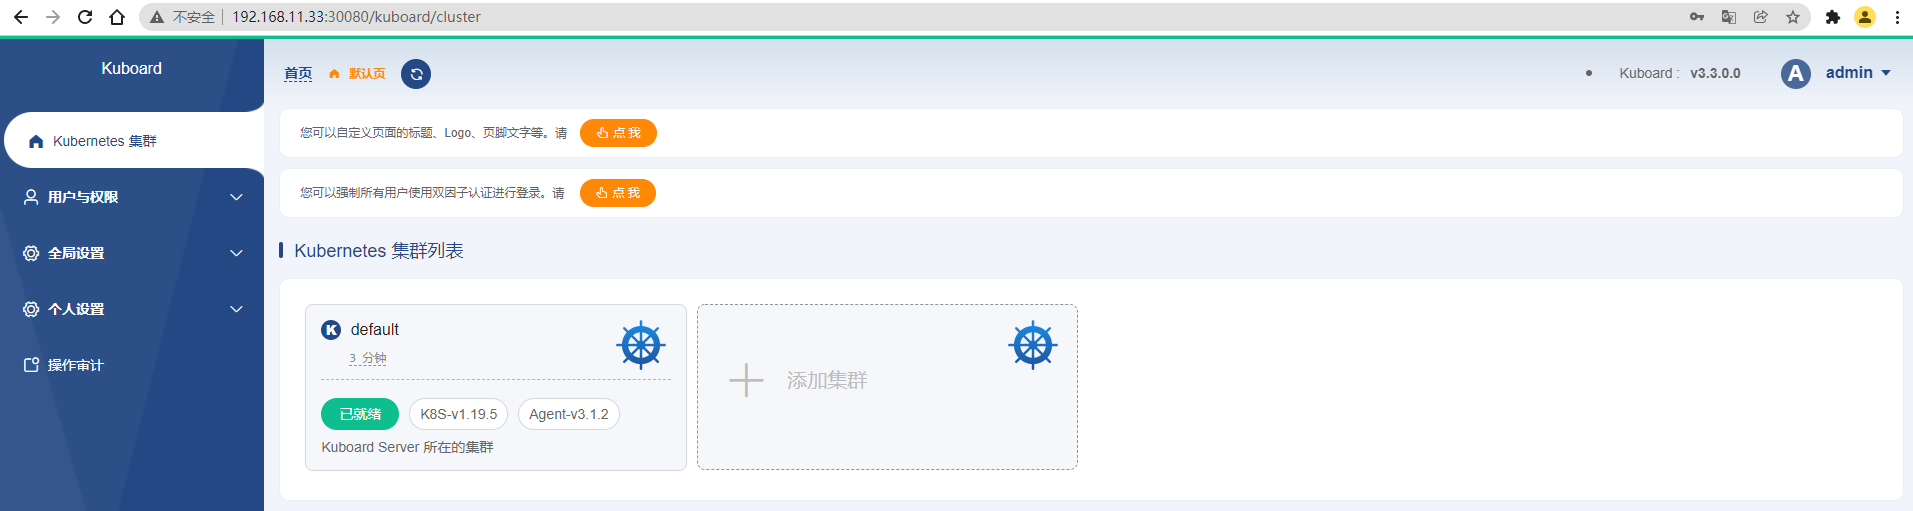 不安全 192.168.11.33:30080/kuboard/cluster
Kuboard
首页 默认页 Kuboard : v3.3.0.0 A admin
您可以自定义页面的标题、Logo、页脚文字等。请 点 我
Kubernetes 集群
您可以强制所有用户使用双因子认证进行登录。请 点 我
用户与权限
全局设置
个人设置
操作审计
Kubernetes 集群列表
K default
3 分钟
已就绪 K8S-v1.19.5 Agent-v3.1.2
Kuboard Server 所在的集群
添加集群